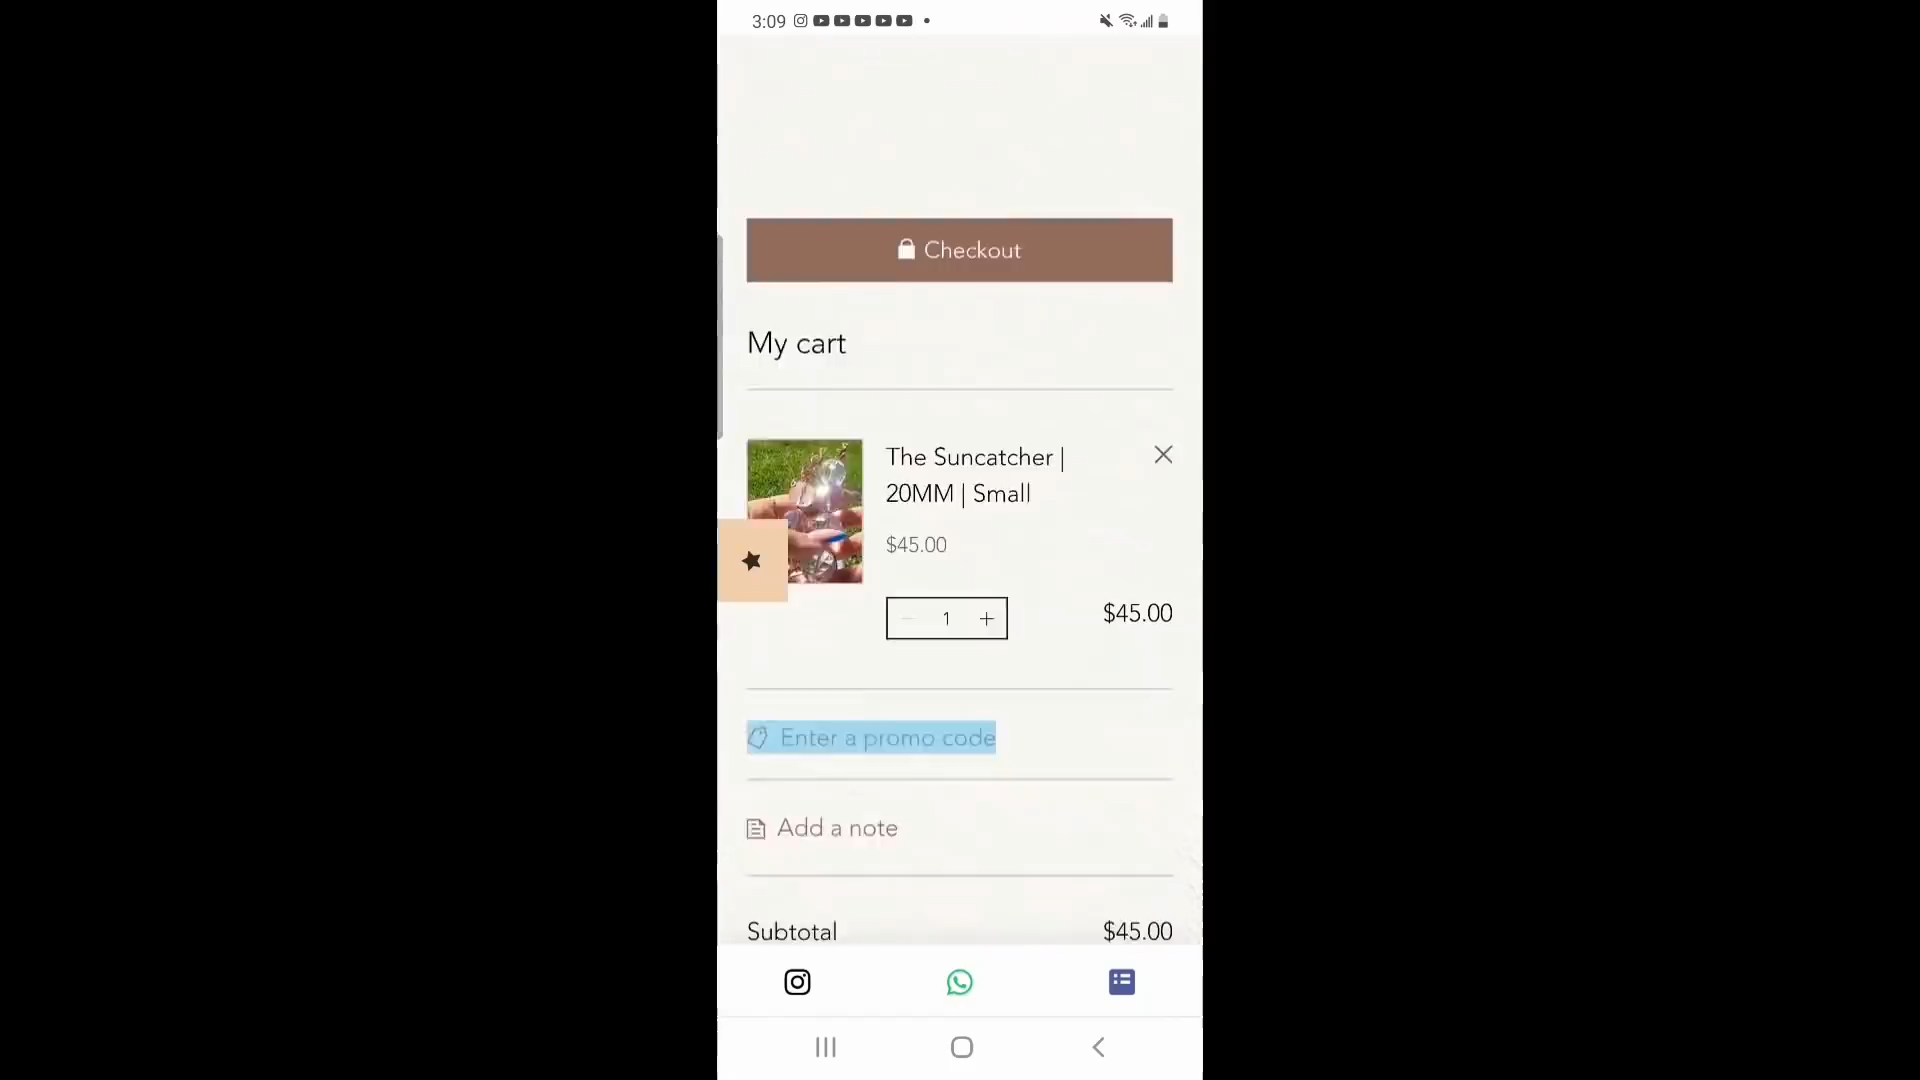 3:09
Checkout
My cart
The Suncatcher |
20MM | Small
$45.00
1
$45.00
Enter a promo code
Add a note
Subtotal $45.00